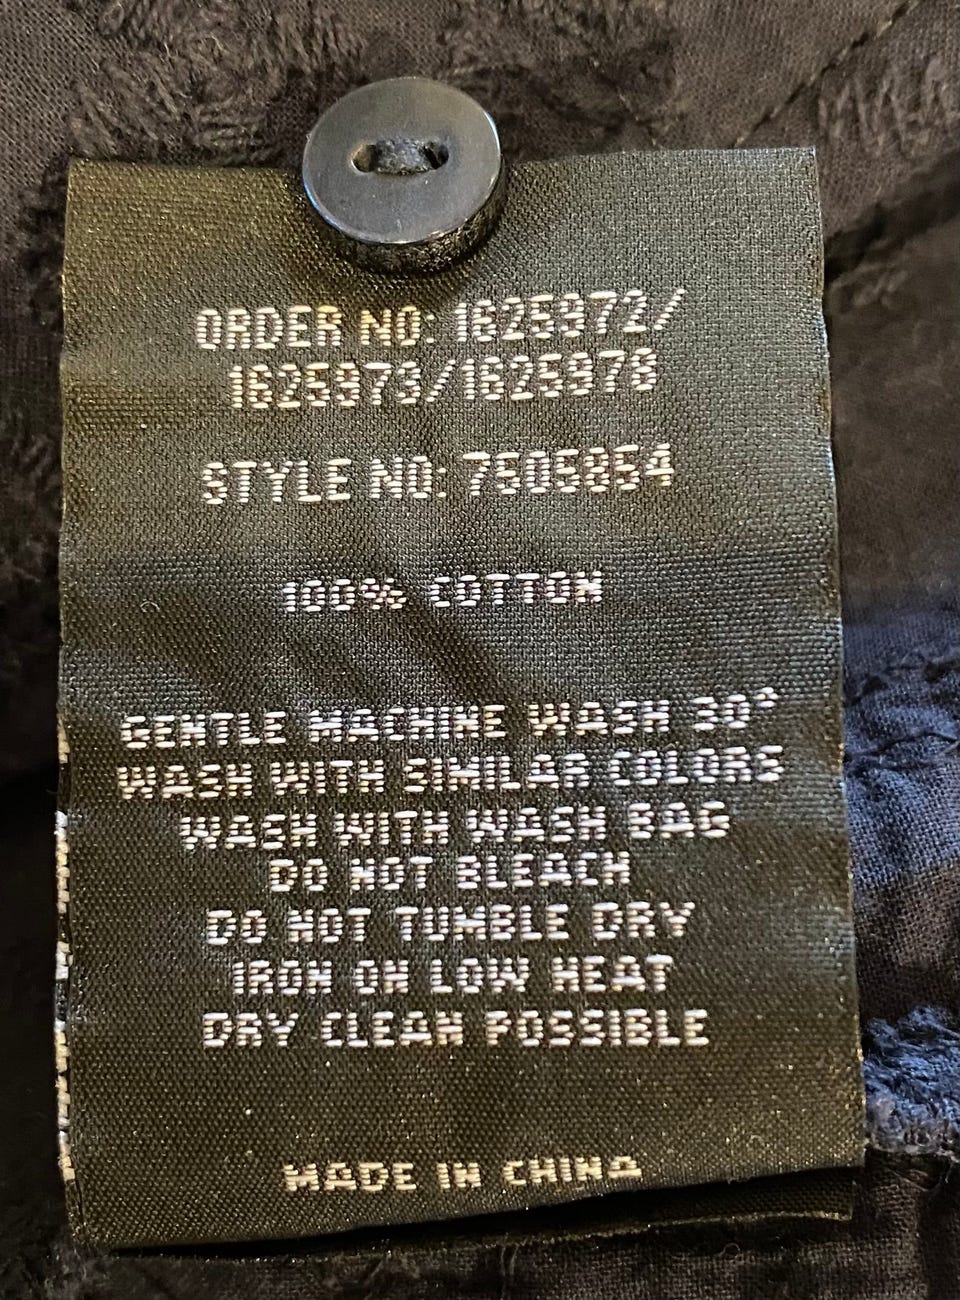 ORDER NO: 1625972/
1625973/1625978
STYLE NO: 7505854
100% COTTON
GENTLE MACHINE WASH 30°
WASH WITH SIMILAR COLORS
WASH WITH WASH BAG
DO NOT BLEACH
DO NOT TUMBLE DRY
IRON ON LOW HEAT
DRY CLEAN POSSIBLE
MADE IN CHINA